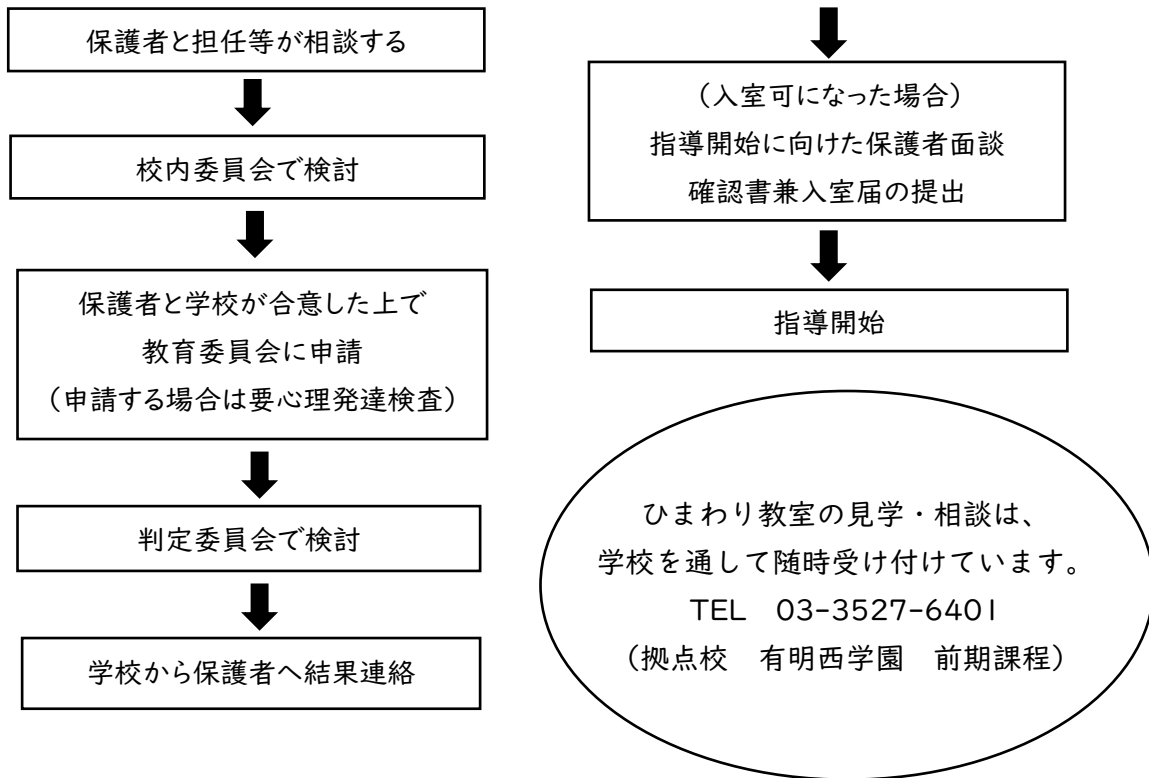 保護者と担任等が相談する
校内委員会で検討
保護者と学校が合意した上で
教育委員会に申請
（申請する場合は要心理発達検査）
判定委員会で検討
学校から保護者へ結果連絡
（入室可になった場合）
指導開始に向けた保護者面談
確認書兼入室届の提出
指導開始
ひまわり教室の見学・相談は、
学校を通して随時受け付けています。
TEL　03-3527-6401
（拠点校　有明西学園　前期課程）